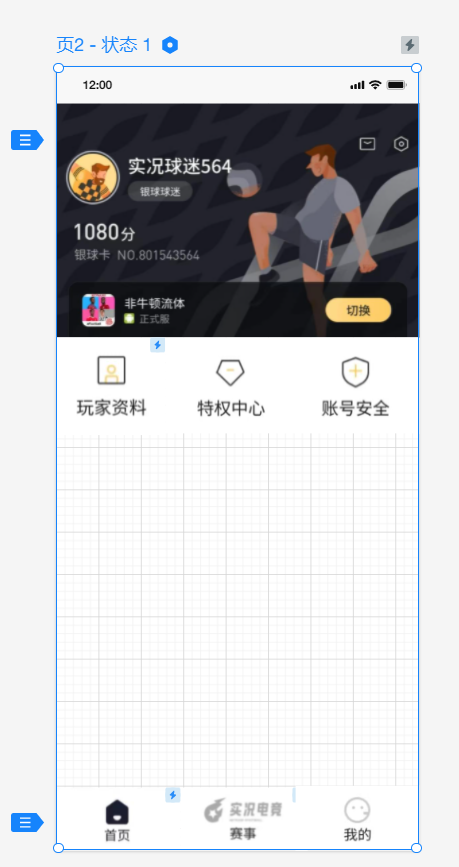 页2 - 状态 1
12:00
实况球迷564
银球球迷
1080分
银球卡 NO.801543564
非牛顿流体
正式服
切换
玩家资料 特权中心 账号安全
实况电竞
首页 赛事 我的